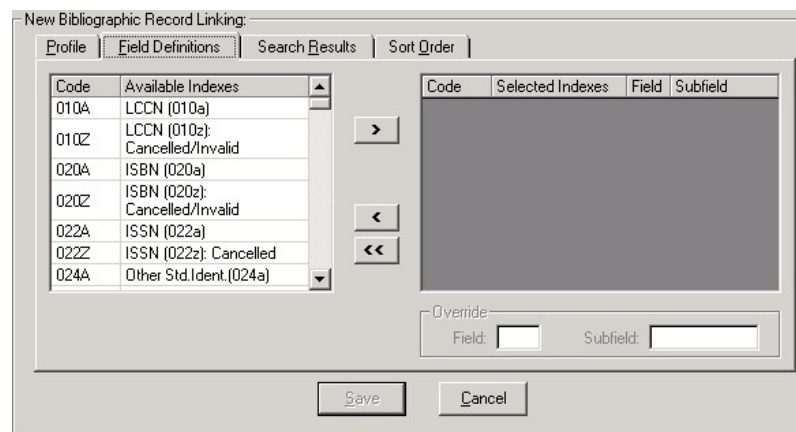 New Bibliographic Record Linking:
Profile Field Definitions Search Results Sort Order
Code Available Indexes
010A LCCN (010a)
010Z LCCN (010z):
Cancelled/Invalid
020A ISBN (020a)
020Z ISBN (020z):
Cancelled/Invalid
022A ISSN (022a)
022Z ISSN (022z): Cancelled
024A Other Std.Ident.(024a)
>
<
<<
Code Selected Indexes Field Subfield
Override
Field: Subfield:
Save Cancel